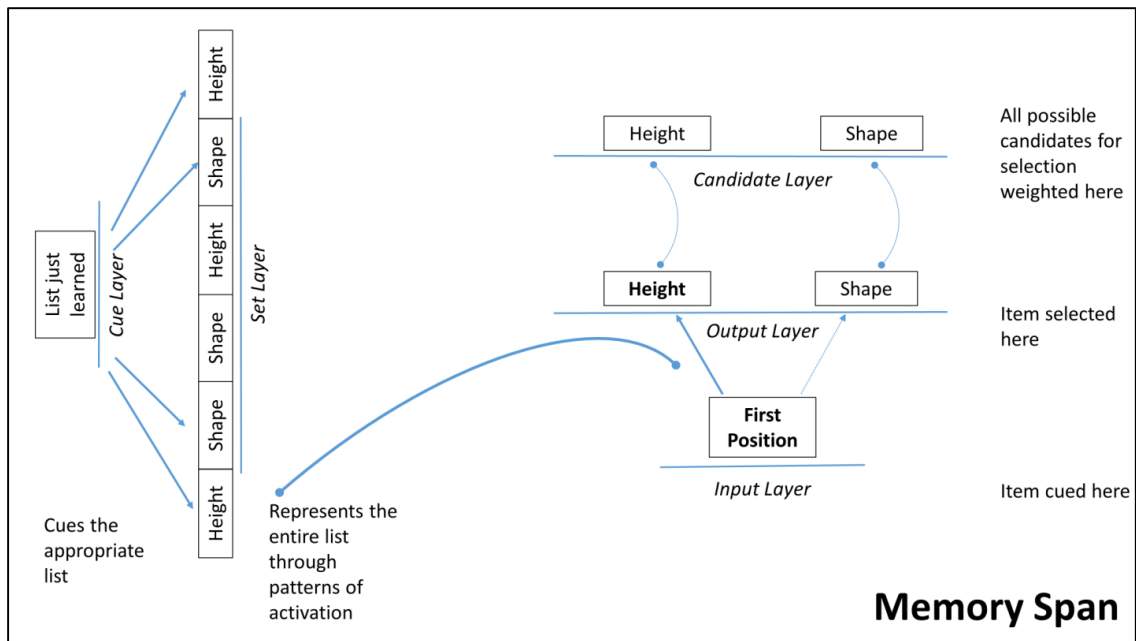 Height
Shape
Height
Shape
Shape
Height
Set Layer
List just
learned
Cue Layer
Cues the
appropriate
list
Represents the
entire list
through
patterns of
activation
Height
Shape
Candidate Layer
Height
Shape
Output Layer
First
Position
Input Layer
All possible
candidates for
selection
weighted here
Item selected
here
Item cued here
Memory Span